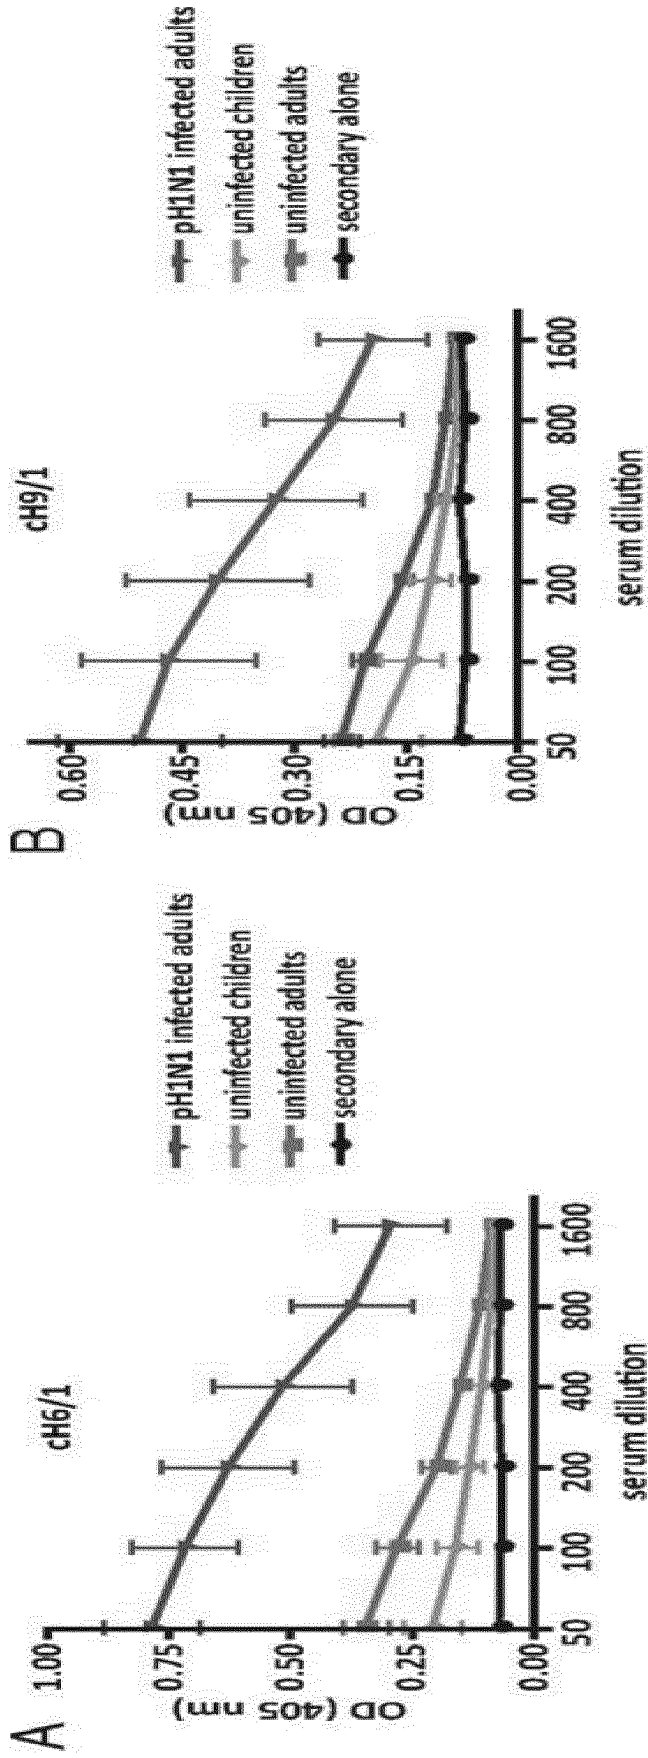 A
cH6/1
OD (405 nm)
1.00
0.75
0.50
0.25
0.00
50 100 200 400 800 1600
serum dilution
pH1N1 infected adults
uninfected children
uninfected adults
secondary alone
B
cH9/1
OD (405 nm)
0.60
0.45
0.30
0.15
0.00
50 100 200 400 800 1600
serum dilution
pH1N1 infected adults
uninfected children
uninfected adults
secondary alone